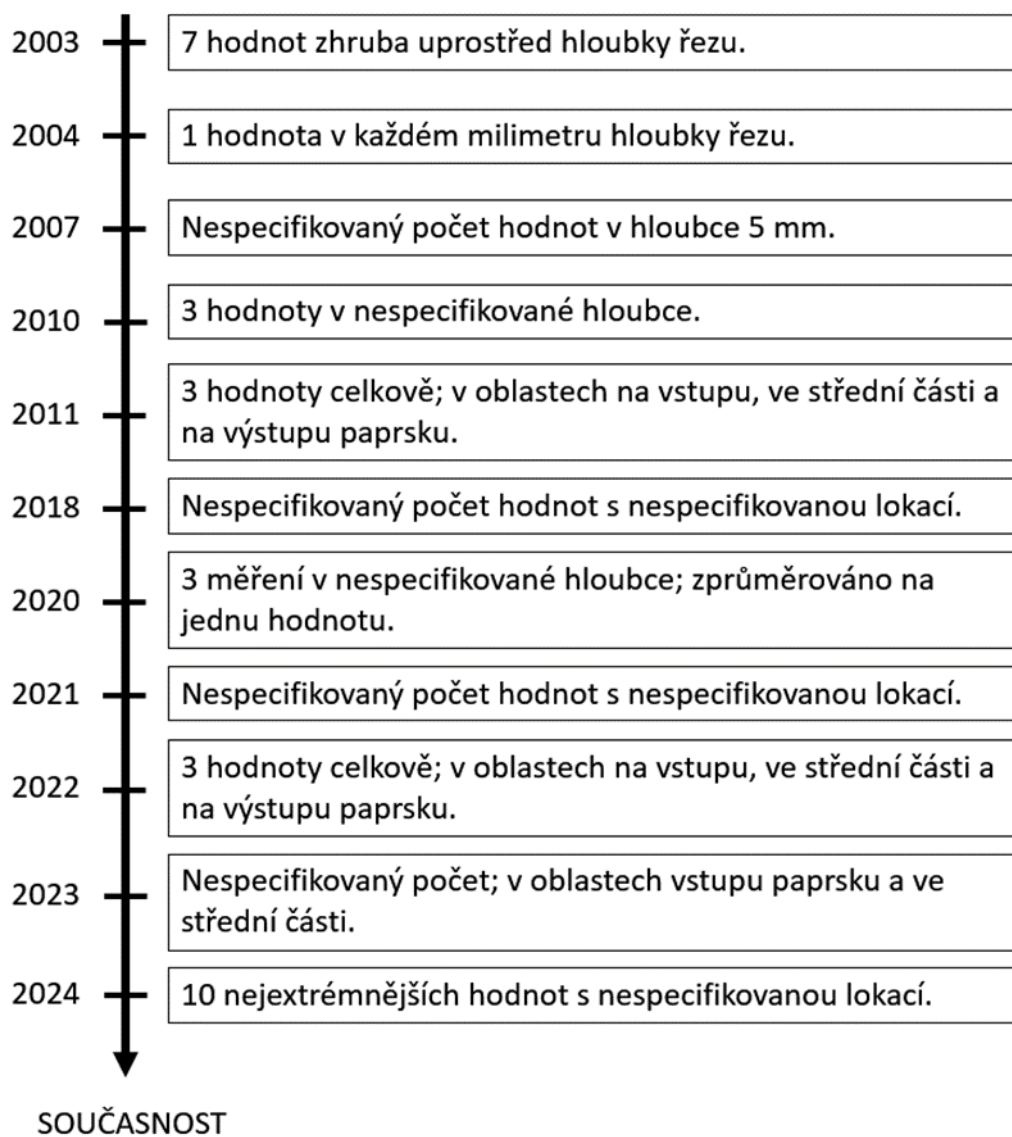 2003
7 hodnot zhruba uprostřed hloubky řezu.
2004
1 hodnota v každém milimetru hloubky řezu.
2007
Nespecifikovaný počet hodnot v hloubce 5 mm.
2010
3 hodnoty v nespecifikované hloubce.
2011
3 hodnoty celkově; v oblastech na vstupu, ve střední části a
na výstupu paprsku.
2018
Nespecifikovaný počet hodnot s nespecifikovanou lokací.
2020
3 měření v nespecifikované hloubce; zprůměrováno na
jednu hodnotu.
2021
Nespecifikovaný počet hodnot s nespecifikovanou lokací.
2022
3 hodnoty celkově; v oblastech na vstupu, ve střední části a
na výstupu paprsku.
2023
Nespecifikovaný počet; v oblastech vstupu paprsku a ve
střední části.
2024
10 nejextrémnějších hodnot s nespecifikovanou lokací.
SOUČASNOST